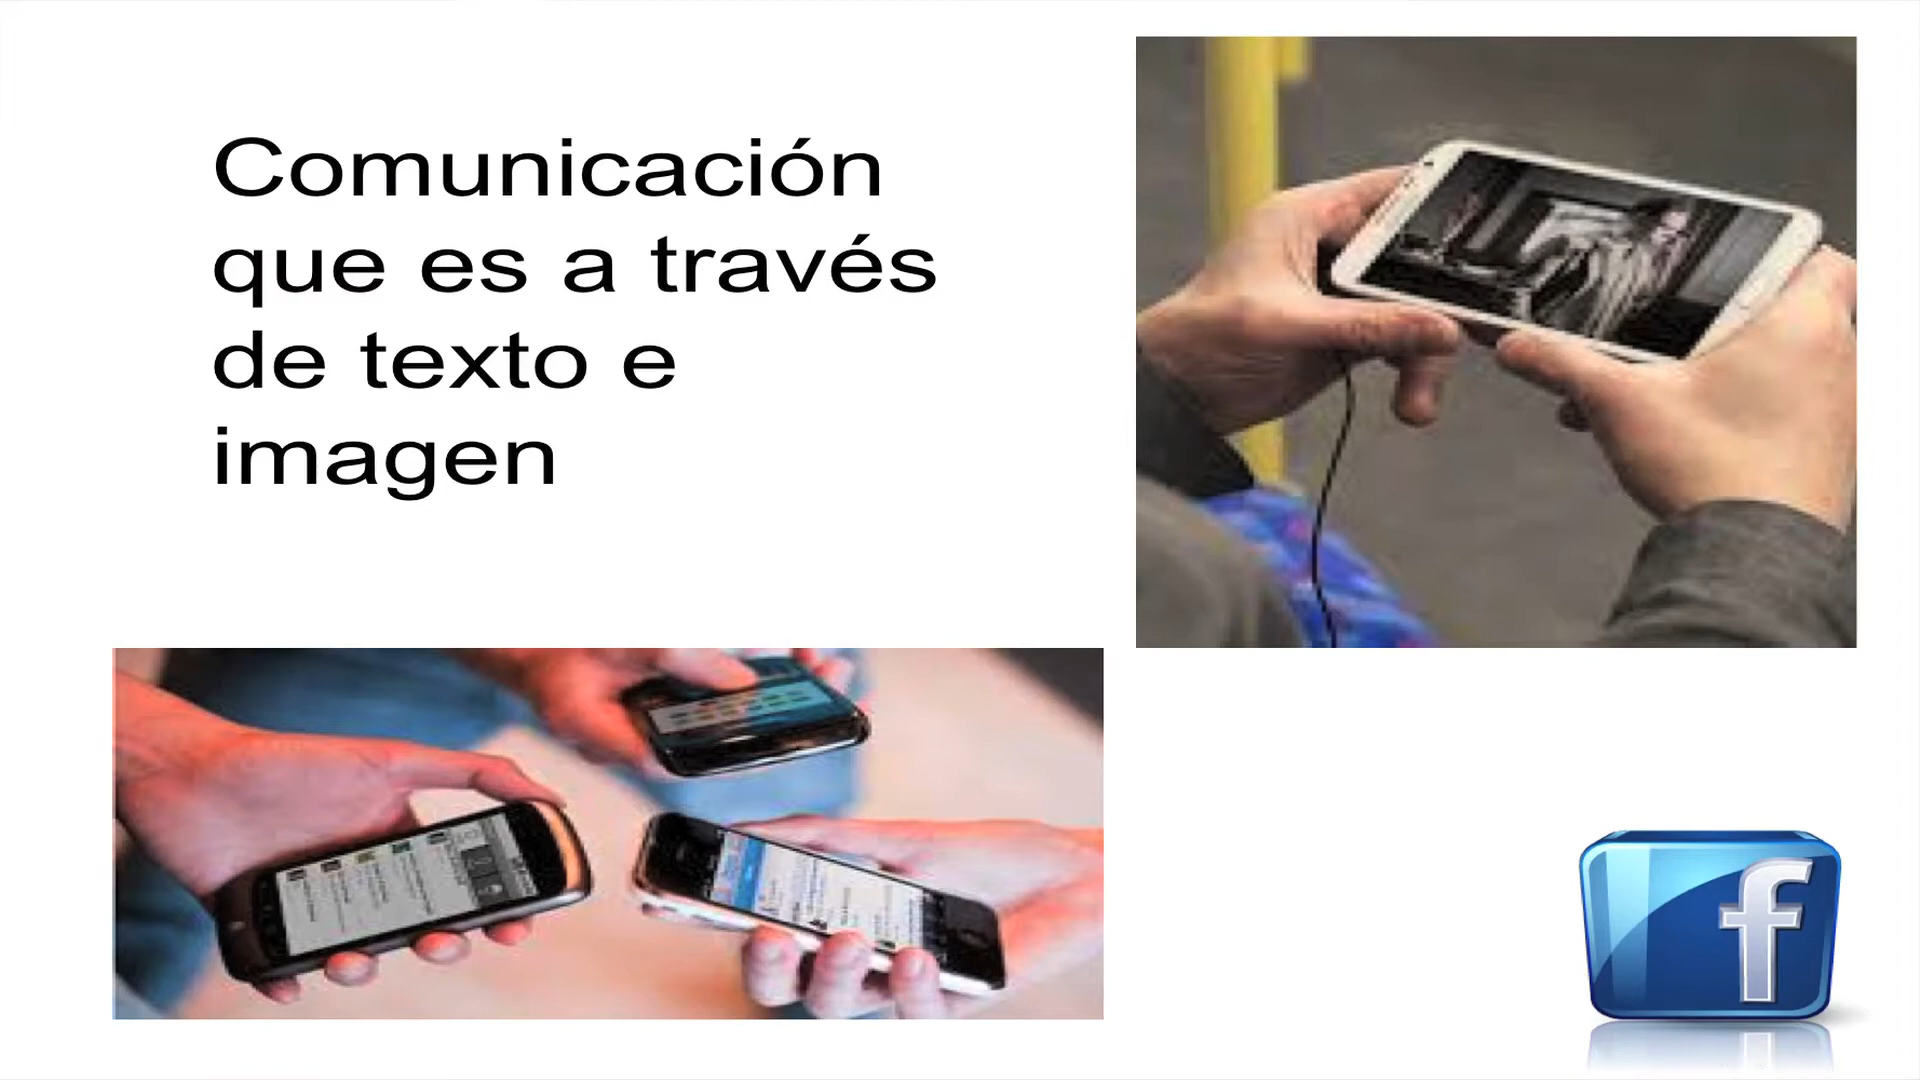 Comunicación
que es a través
de texto e
imagen
f